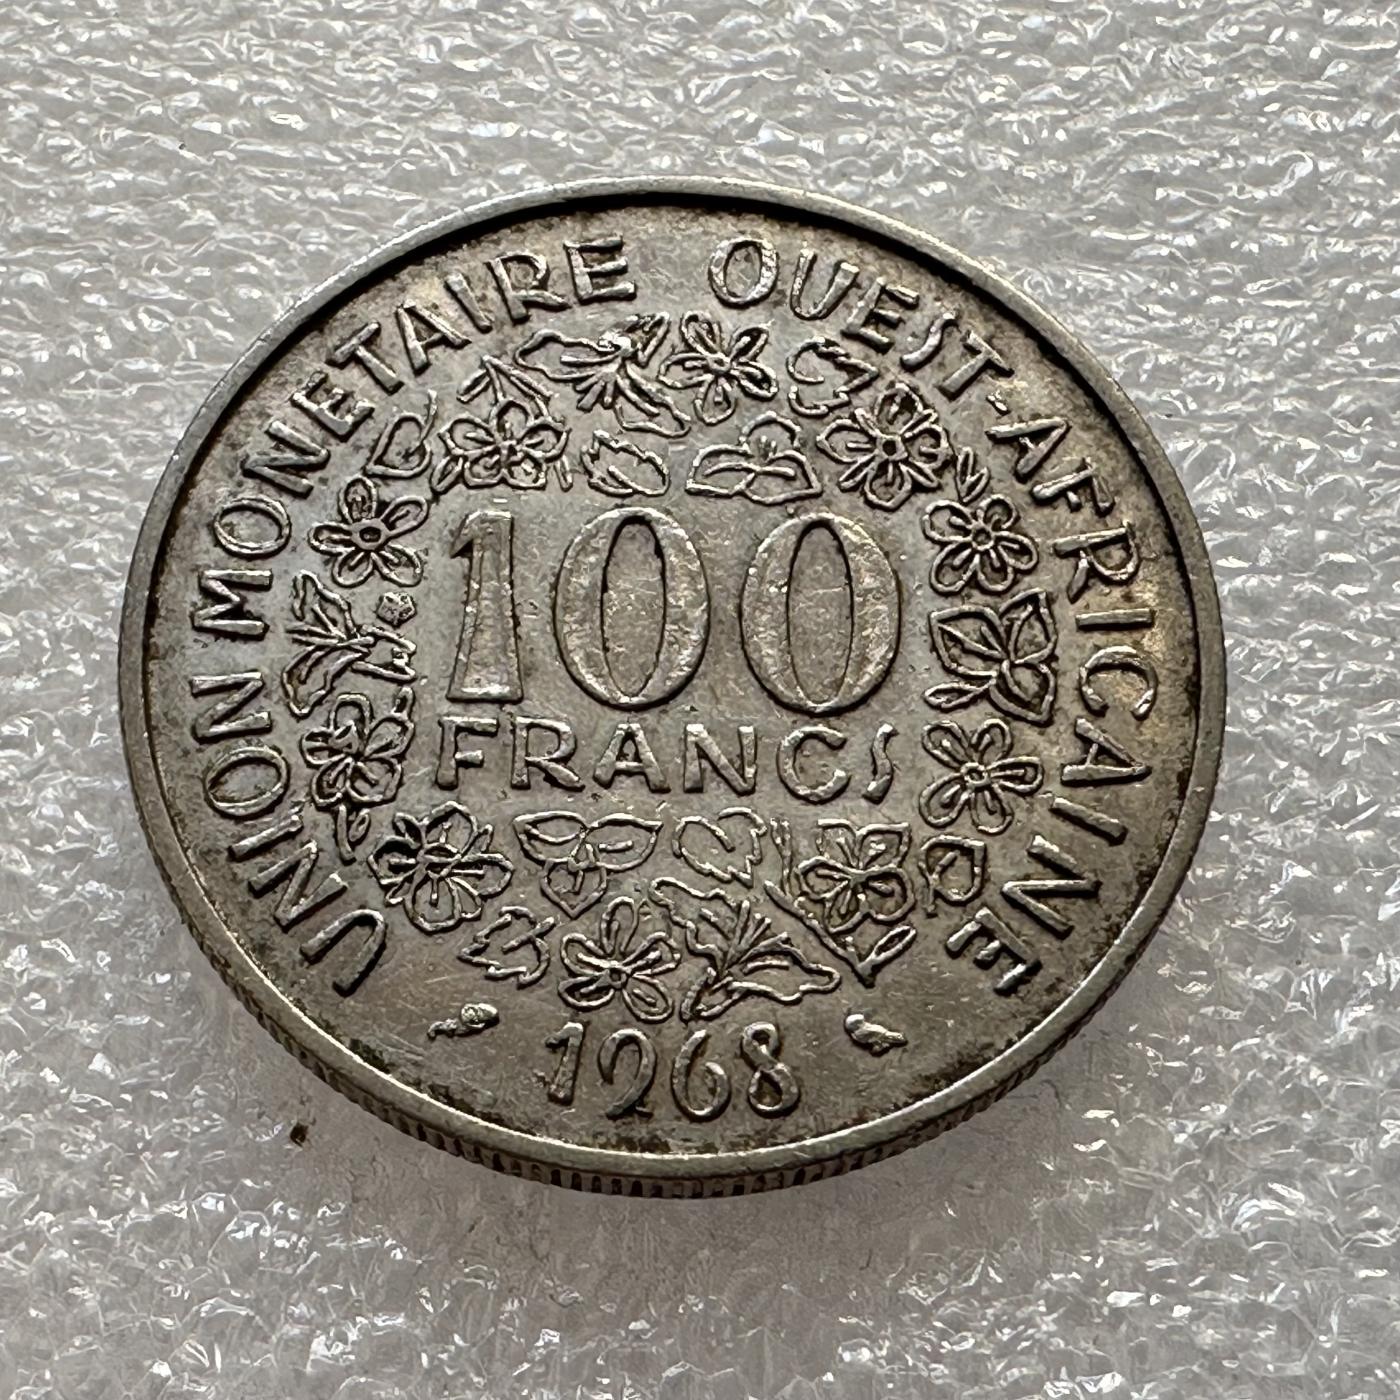 UNION MONETAIRE OUEST-AFRICAINE
100
FRANCS
1968